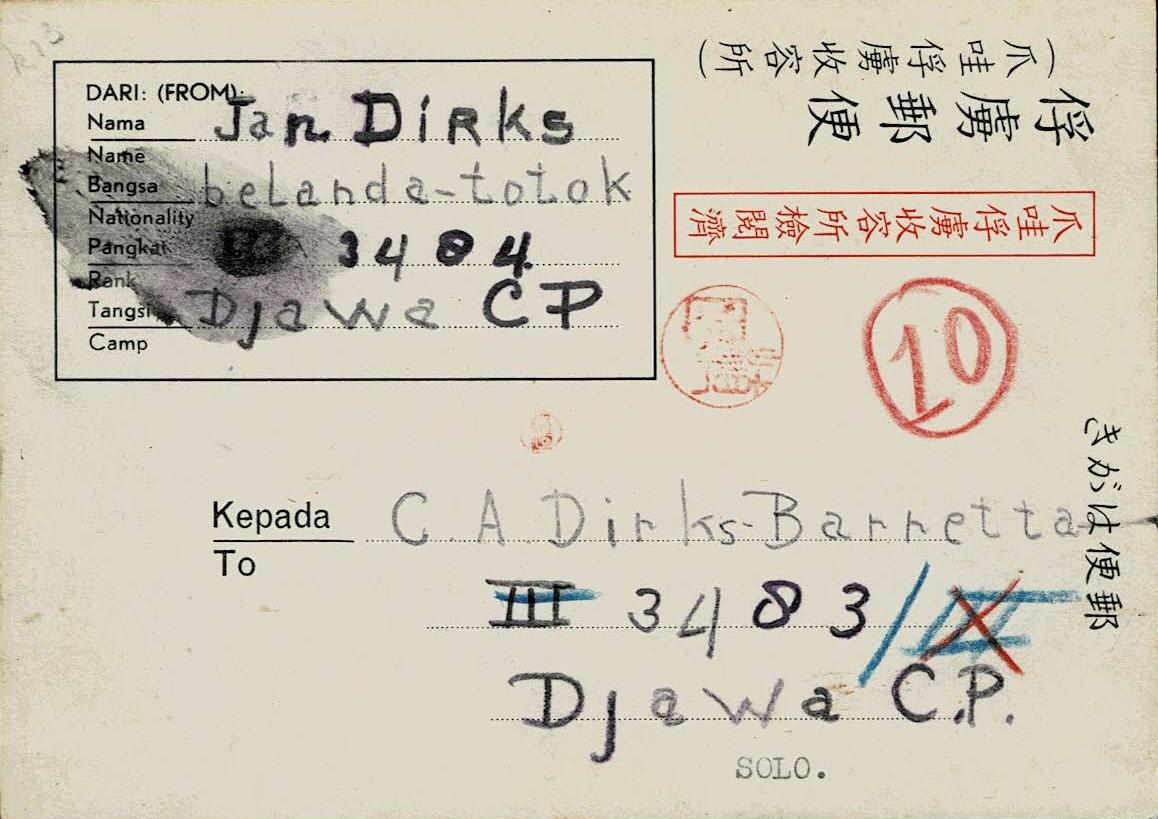 DARI: (FROM):
Nama Jan Dirks
Name
Bangsa belanda-totok
Nationality
Pangkat 3484
Rank
Tangsi Djawa CP
Camp
(爪哇俘虜收容所)
俘虜郵便
爪哇俘虜收容所檢閱濟
10
郵便はがき
Kepada C. A Dirks-Barretta
To
III 3483/
Djawa C.P.
SOLO.